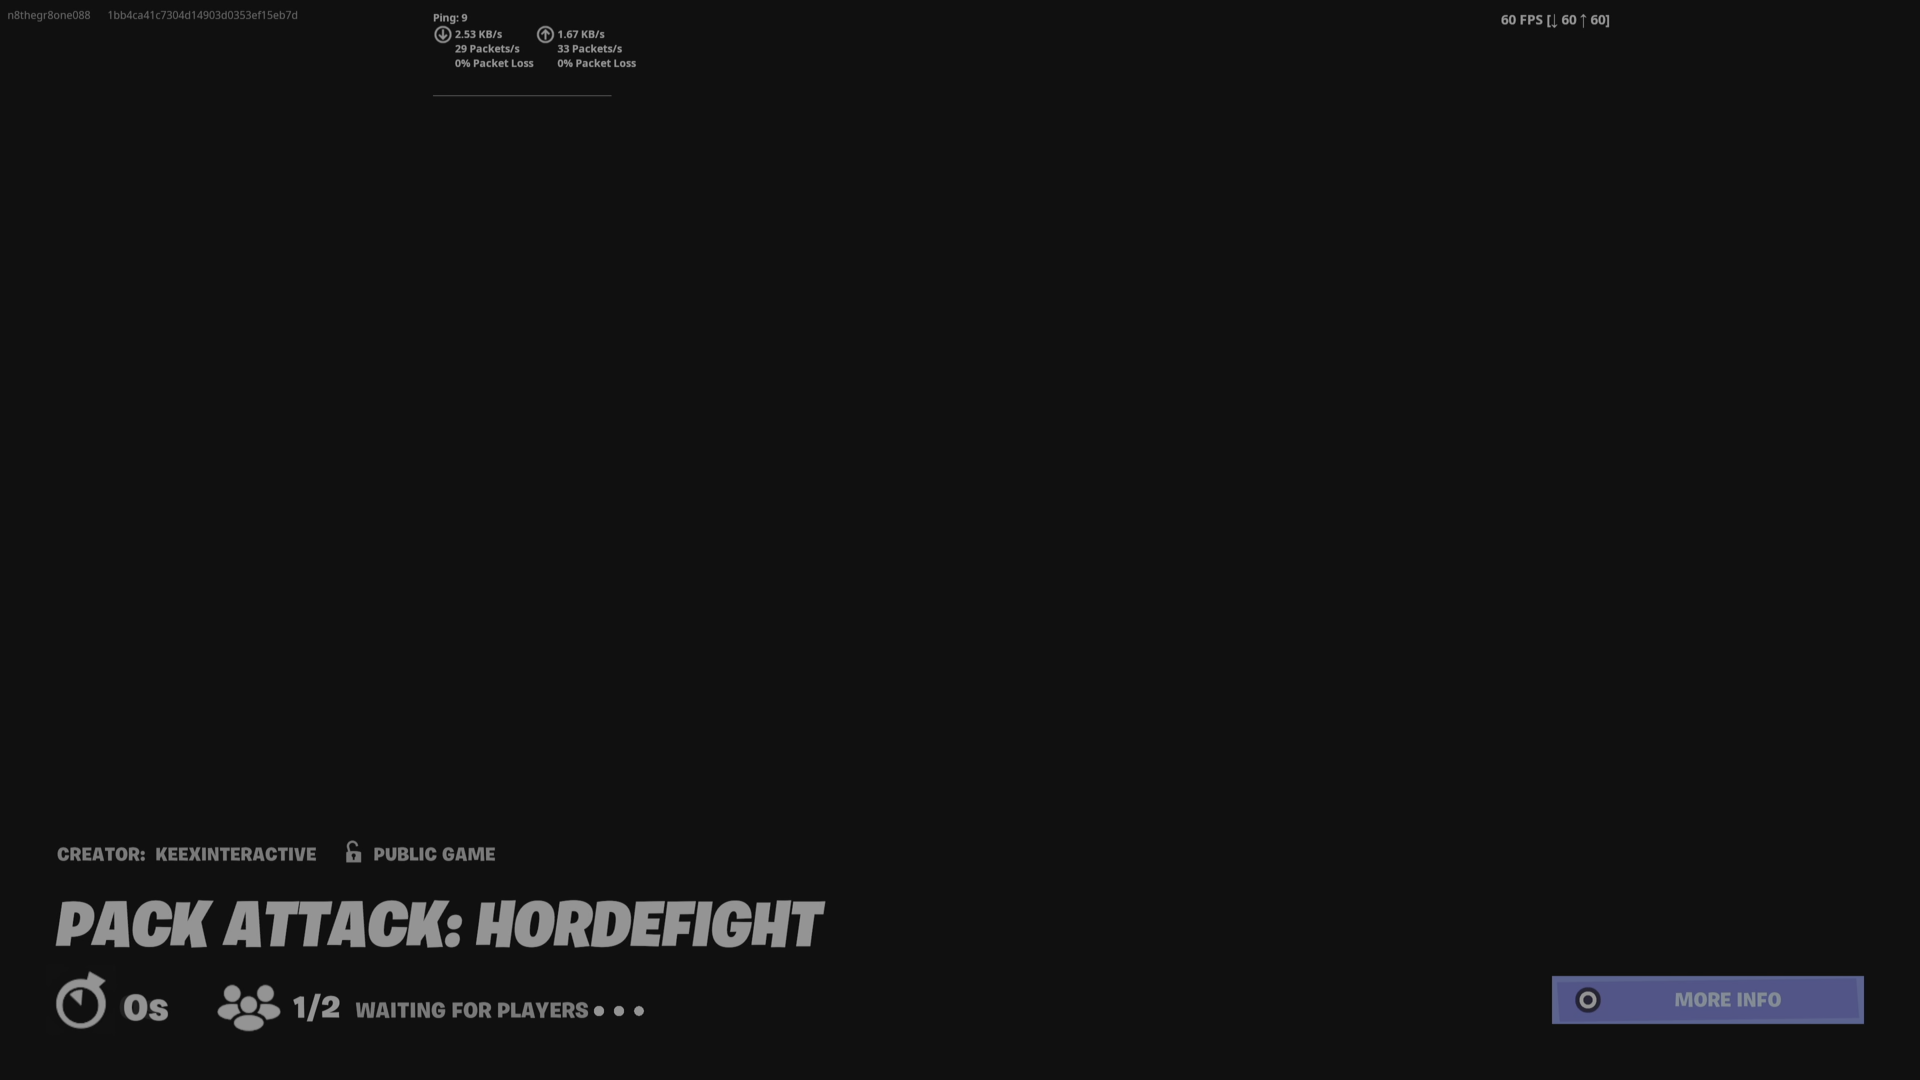 n8thegr8one088 1bb4ca41c7304d14903d0353ef15eb7d
Ping: 9
2.53 KB/s 1.67 KB/s
29 Packets/s 33 Packets/s
0% Packet Loss 0% Packet Loss
60 FPS [↓ 60 ↑ 60]
CREATOR: KEEXINTERACTIVE PUBLIC GAME
PACK ATTACK: HORDEFIGHT
0s 1/2 WAITING FOR PLAYERS...
MORE INFO